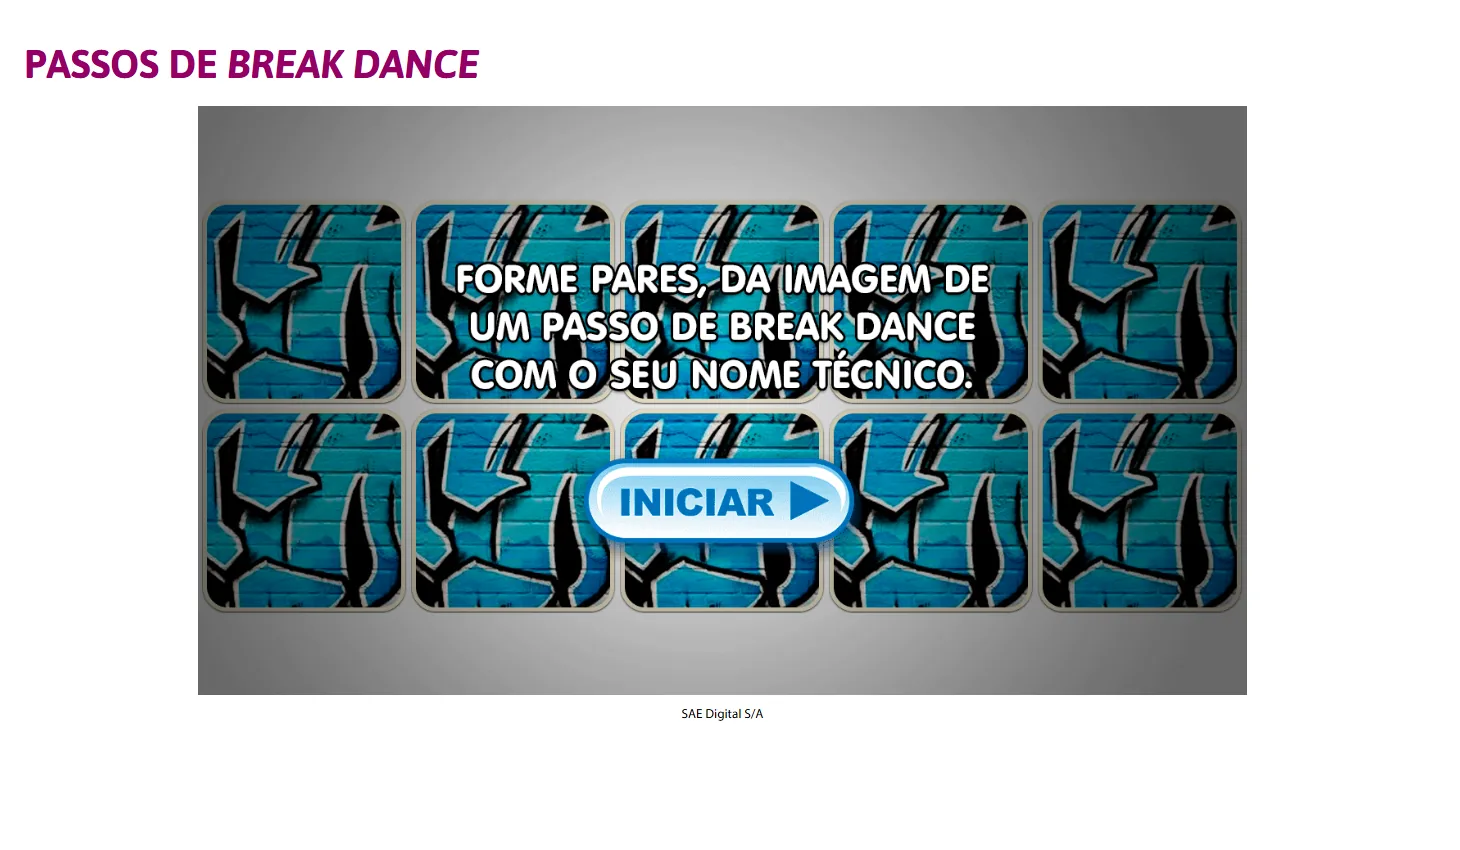 PASSOS DE BREAK DANCE
FORME PARES, DA IMAGEM DE
UM PASSO DE BREAK DANCE
COM O SEU NOME TÉCNICO.
INICIAR
SAE Digital S/A